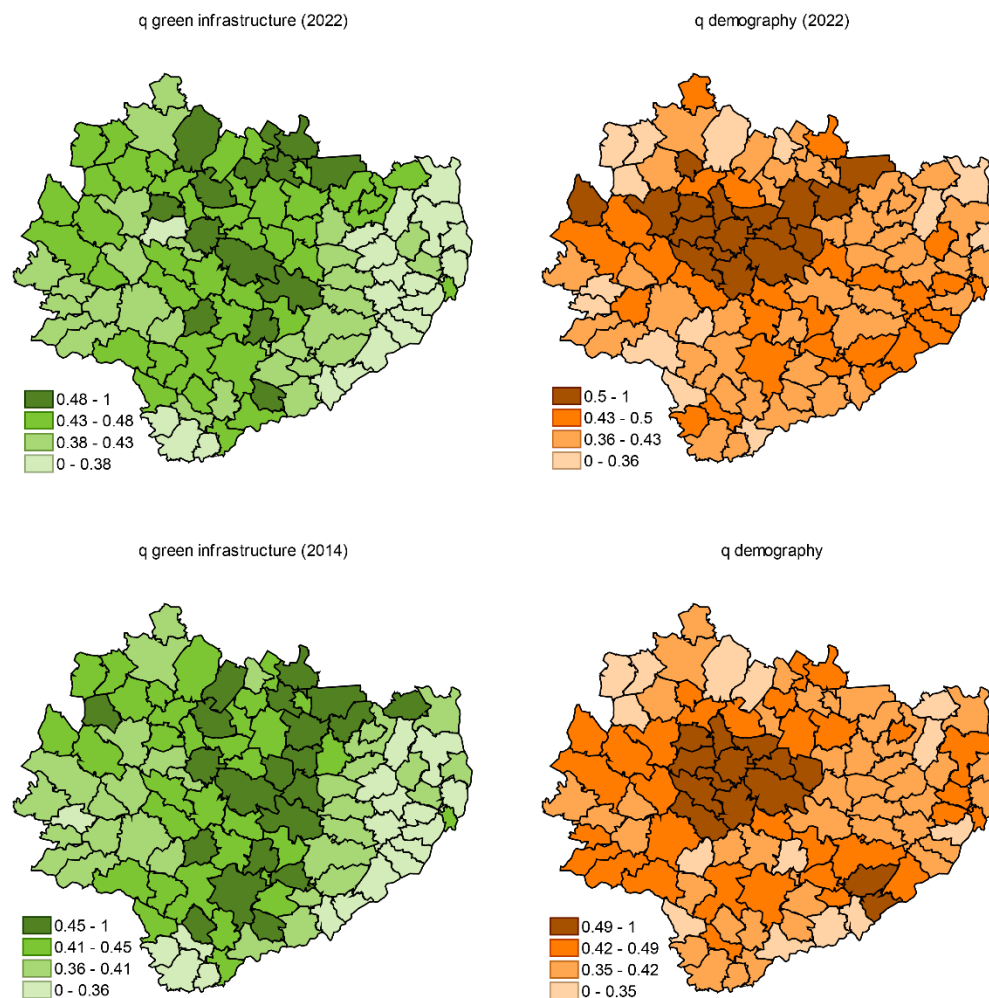 q green infrastructure (2022)
q demography (2022)
0.48 - 1
0.43 - 0.48
0.38 - 0.43
0 - 0.38
0.5 - 1
0.43 - 0.5
0.36 - 0.43
0 - 0.36
q green infrastructure (2014)
q demography
0.45 - 1
0.41 - 0.45
0.36 - 0.41
0 - 0.36
0.49 - 1
0.42 - 0.49
0.35 - 0.42
0 - 0.35